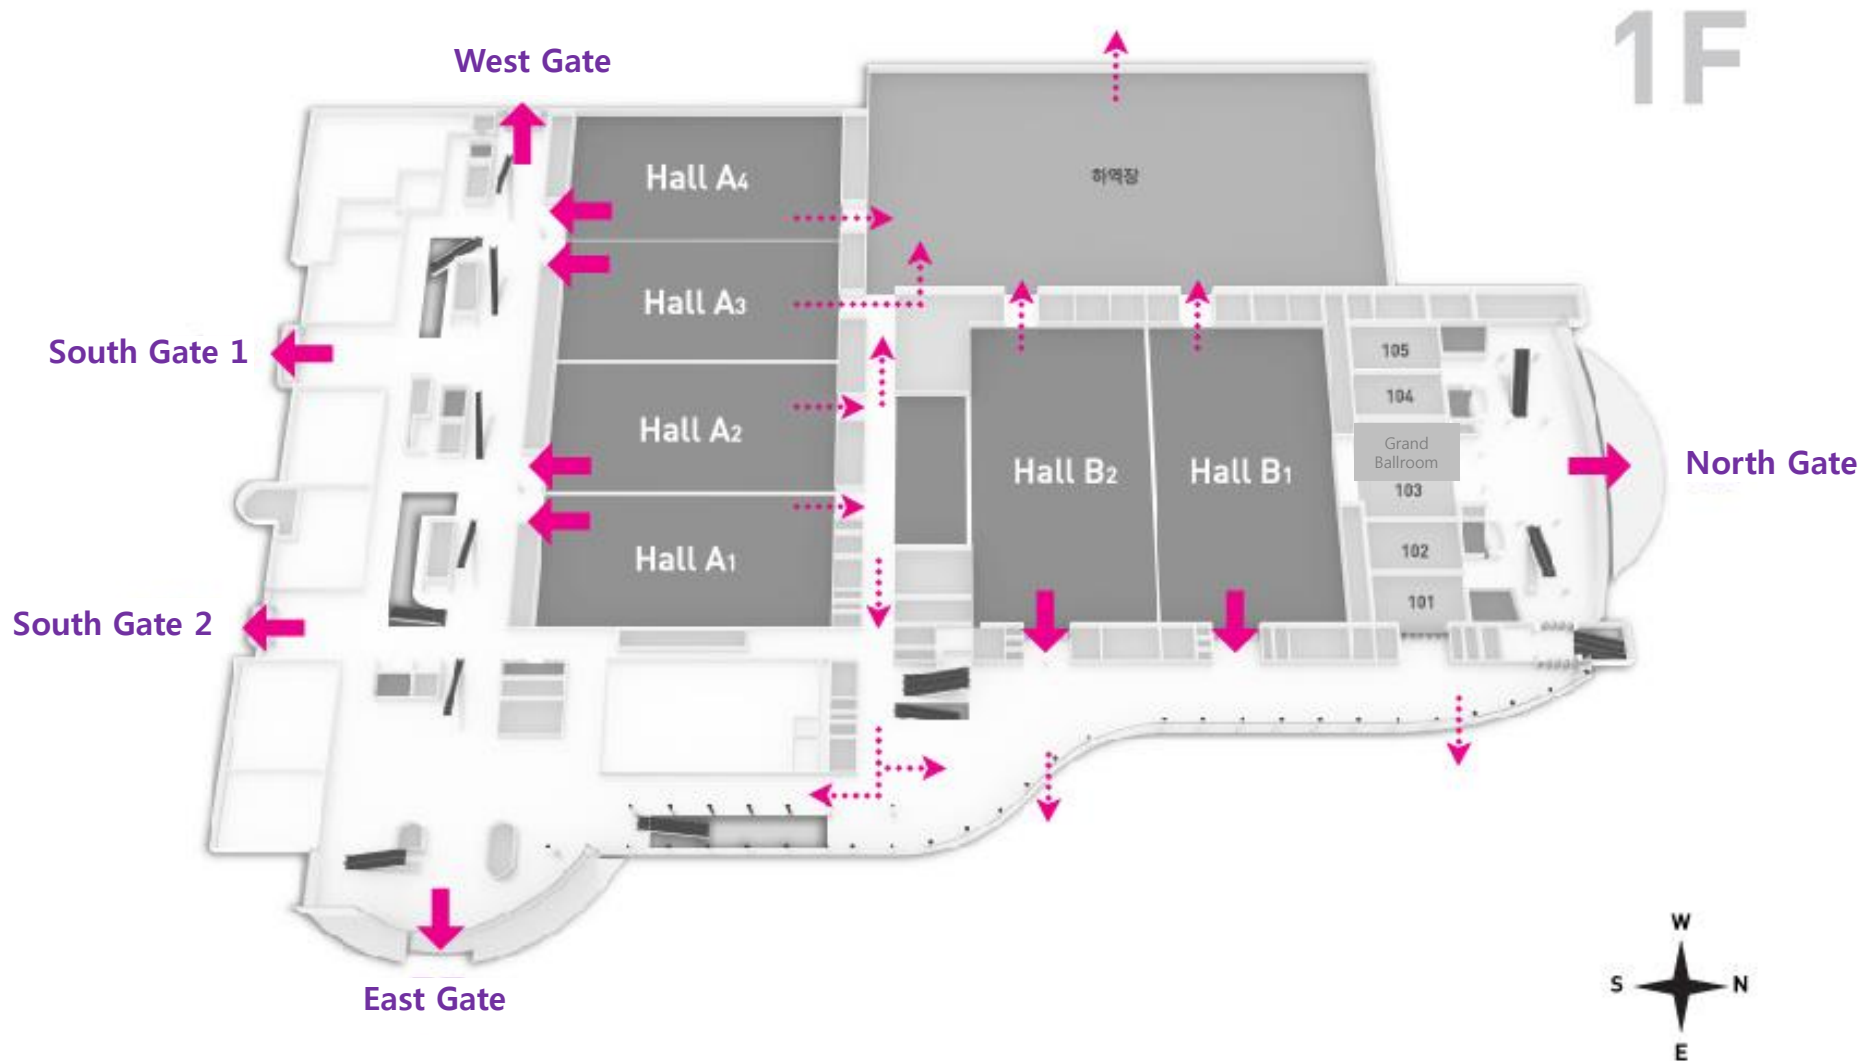 1F
West Gate
Hall A4
하역장
Hall A3
South Gate 1
105
104
Hall A2
Grand
Ballroom
North Gate
Hall B2
Hall B1
103
102
Hall A1
101
South Gate 2
East Gate
W
S
N
E